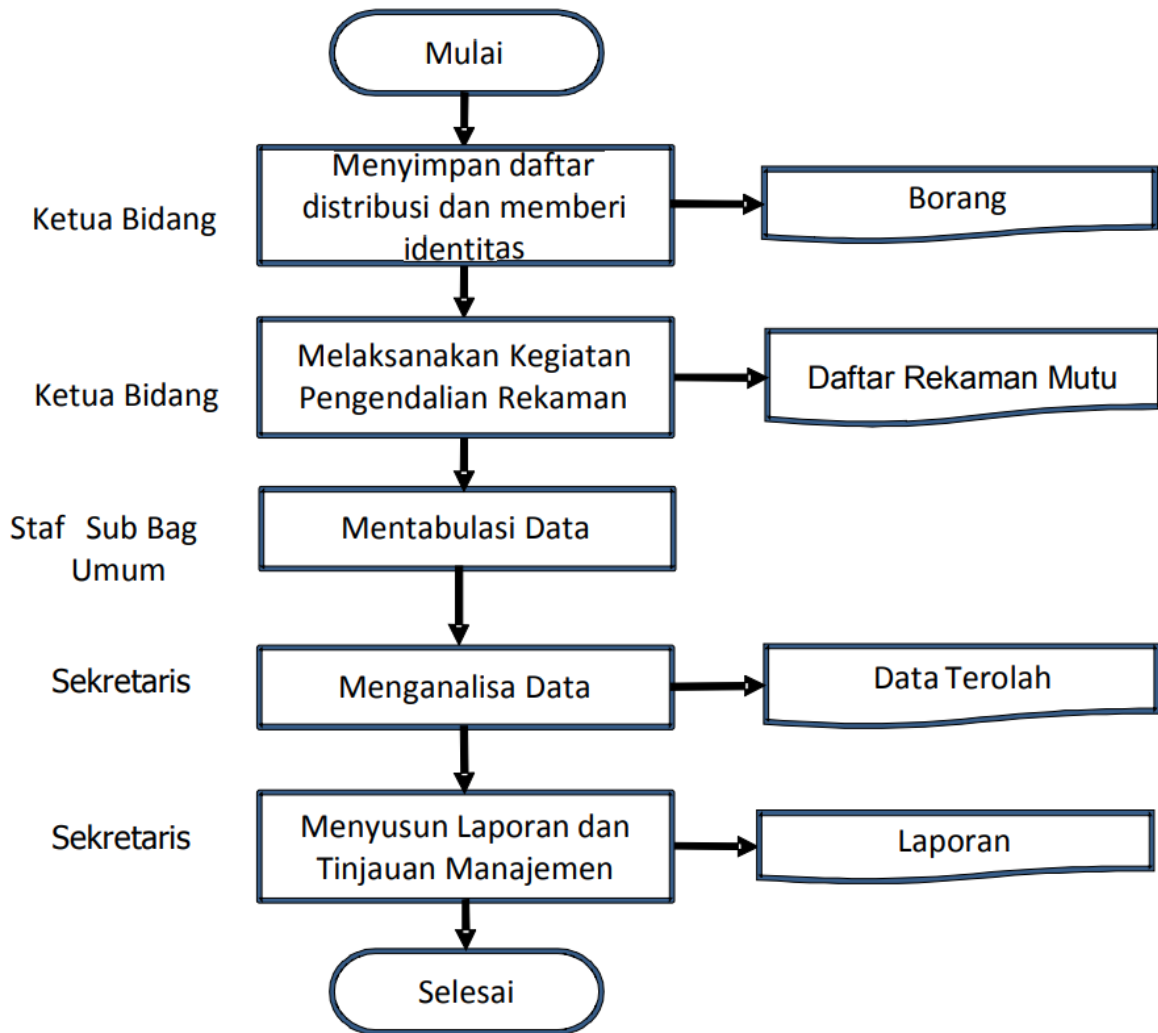 Mulai
Menyimpan daftar
distribusi dan memberi
identitas
Borang
Ketua Bidang
Melaksanakan Kegiatan
Pengendalian Rekaman
Daftar Rekaman Mutu
Ketua Bidang
Mentabulasi Data
Staf Sub Bag
Umum
Menganalisa Data
Data Terolah
Sekretaris
Menyusun Laporan dan
Tinjauan Manajemen
Laporan
Sekretaris
Selesai